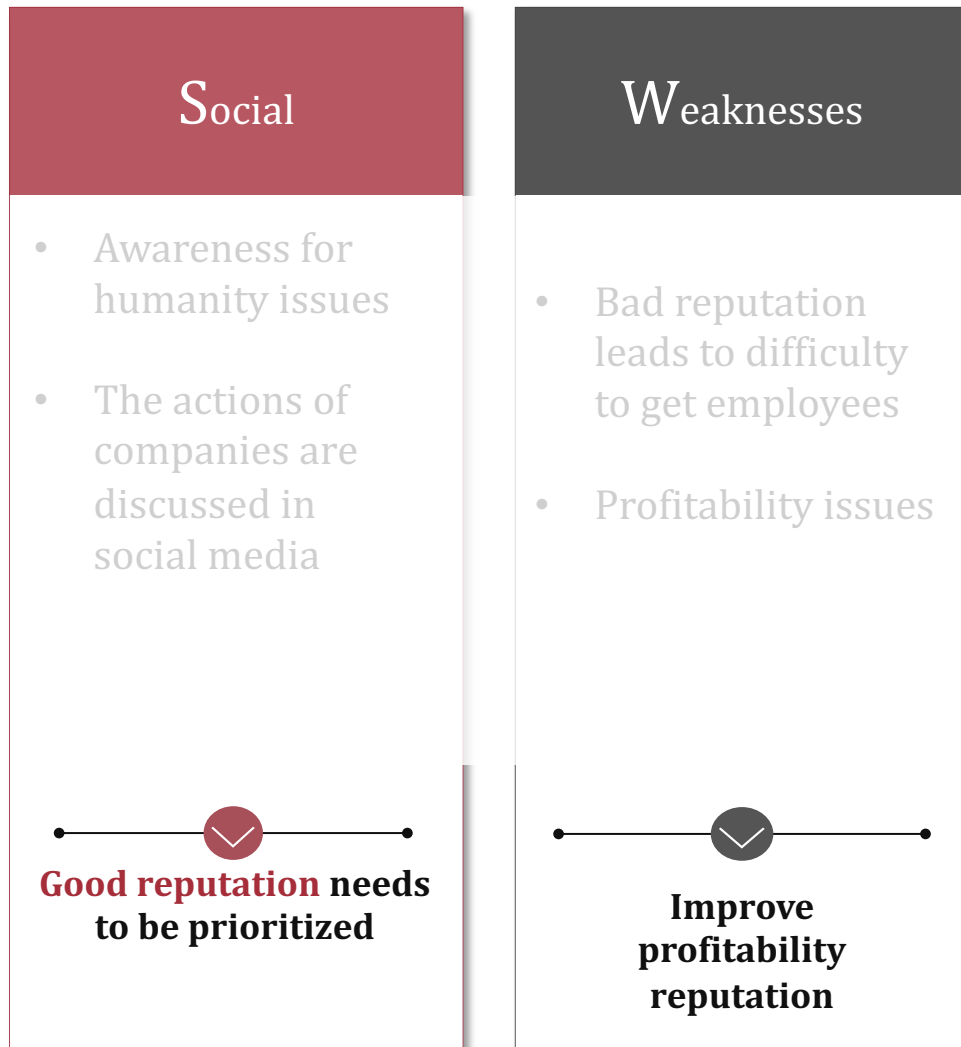 Social
• Awareness for
humanity issues
• The actions of
companies are
discussed in
social media
Good reputation needs
to be prioritized
Weaknesses
• Bad reputation
leads to difficulty
to get employees
• Profitability issues
Improve
profitability
reputation